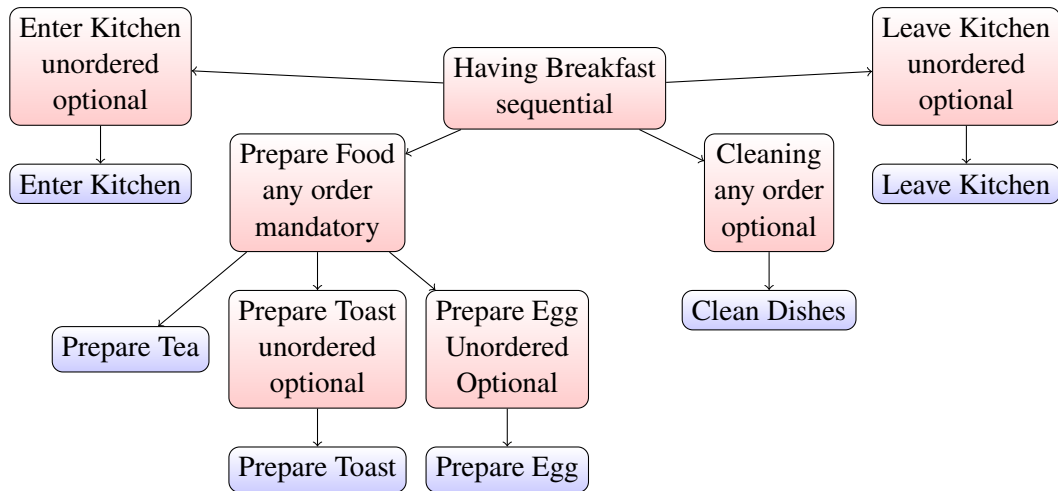 Enter Kitchen
unordered
optional
Having Breakfast
sequential
Leave Kitchen
unordered
optional
Enter Kitchen
Prepare Food
any order
mandatory
Cleaning
any order
optional
Leave Kitchen
Prepare Tea
Prepare Toast
unordered
optional
Prepare Egg
Unordered
Optional
Clean Dishes
Prepare Toast
Prepare Egg